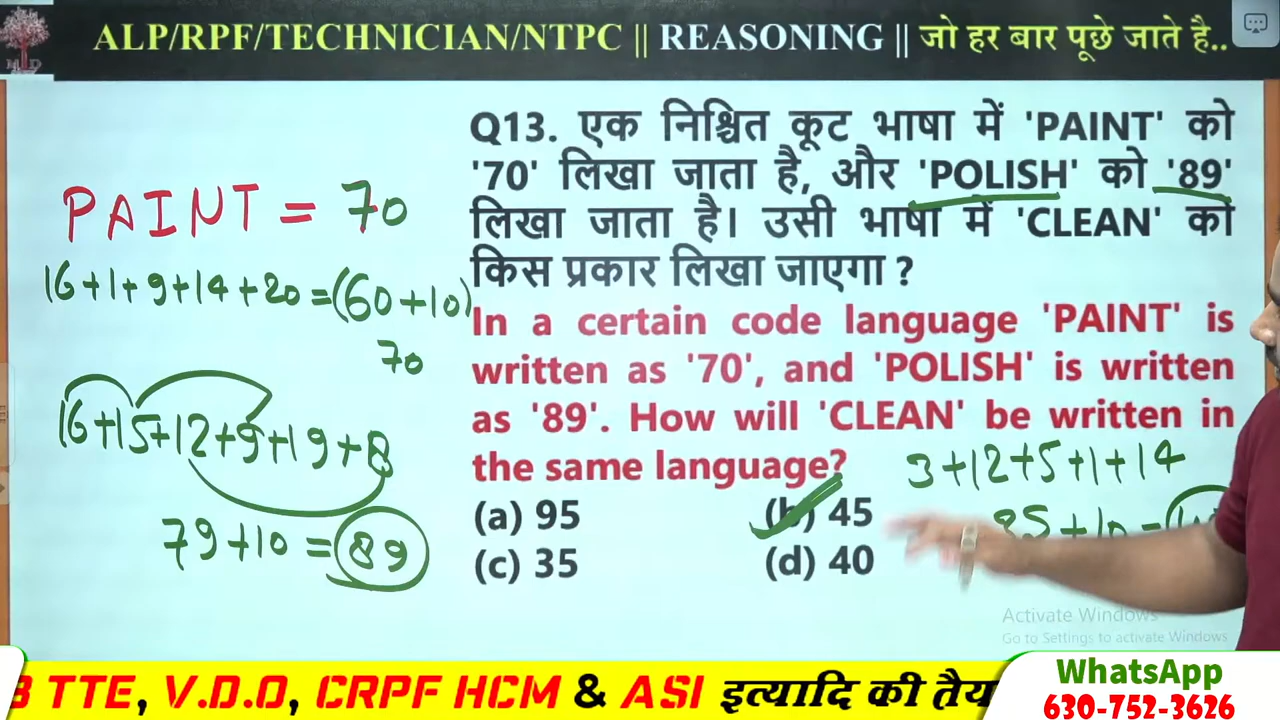 ALP/RPF/TECHNICIAN/NTPC || REASONING || जो हर बार पूछे जाते है..
Q13. एक निश्चित कूट भाषा में 'PAINT' को
'70' लिखा जाता है, और 'POLISH' को '89'
लिखा जाता है। उसी भाषा में 'CLEAN' को
किस प्रकार लिखा जाएगा ?
In a certain code language 'PAINT' is
written as '70', and 'POLISH' is written
as '89'. How will 'CLEAN' be written in
the same language?
(a) 95
(b) 45
(c) 35
(d) 40
PAINT = 70
16+1+9+14+20=(60+10)
70
16+15+12+9+19+8
79+10=89
3+12+5+1+14
35+10=
Activate Windows
Go to Settings to activate Windows
TTE, V.D.O, CRPF HCM & ASI इत्यादि की
WhatsApp
630-752-3626